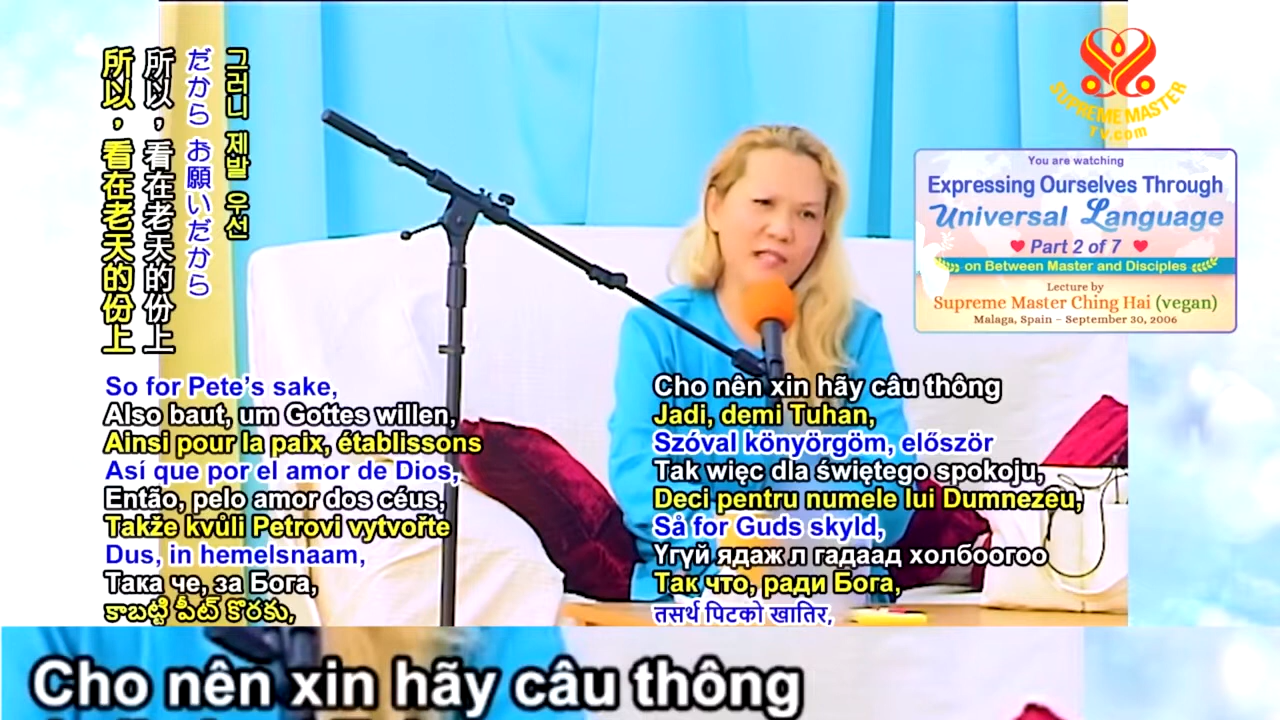 그러니 제발 우선
だから お願いだから
所以，看在老天的份上
所以，看在老天的份上
SUPREME MASTER
TV.com
You are watching
Expressing Ourselves Through
Universal Language
Part 2 of 7
on Between Master and Disciples
Lecture by
Supreme Master Ching Hai (vegan)
Malaga, Spain – September 30, 2006
So for Pete’s sake,
Also baut, um Gottes willen,
Ainsi pour la paix, établissons
Así que por el amor de Dios,
Então, pelo amor dos céus,
Takže kvůli Petrovi vytvořte
Dus, in hemelsnaam,
Така че, за Бога,
కాబట్టి పీట్ కొరకు,
Cho nên xin hãy câu thông
Jadi, demi Tuhan,
Szóval könyörgöm, először
Tak więc dla świętego spokoju,
Deci pentru numele lui Dumnezeu,
Så for Guds skyld,
Үгүй ядаж л гадаад холбоогоо
Так что, ради Бога,
तसर्थ पिटको खातिर,
Cho nên xin hãy câu thông